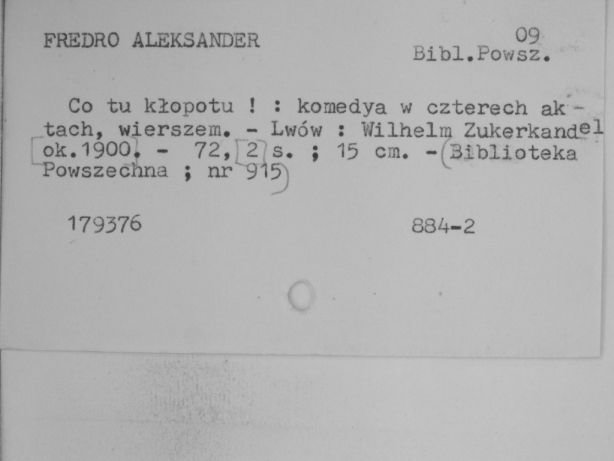 09
FREDRO ALEKSANDER Bibl.Powsz.
Co tu kłopotu ! : komedya w czterech ak-
tach, wierszem. - Lwów : Wilhelm Zukerkandel
[ok.1900]. - 72,[2]s. ; 15 cm. -(Biblioteka
Powszechna ; nr 915)
179376 884-2